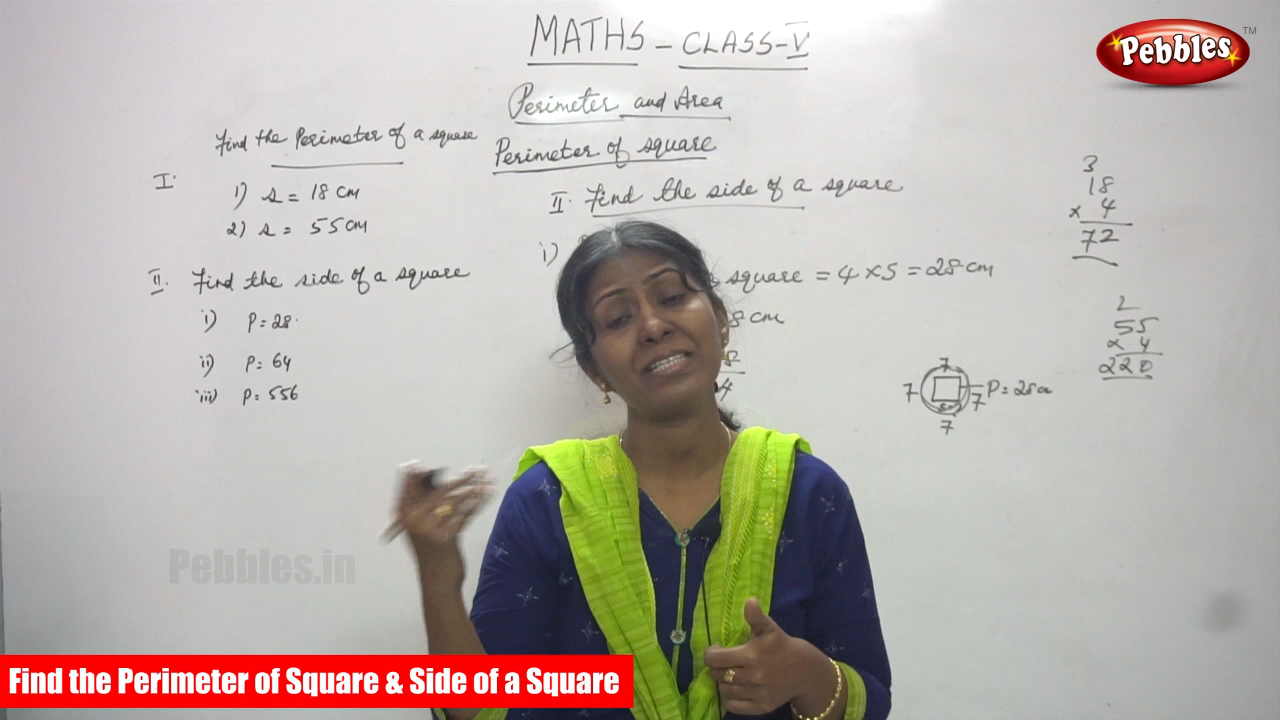 MATHS - CLASS-V
Pebbles TM
Perimeter and Area
Find the Perimeter of a square
Perimeter of square
I.
1) s = 18 cm
2) s = 55 cm
II. Find the side of a square
i) P = 28.
ii) P = 64
iii) P = 556
II. Find the side of a square
i)
square = 4 × S = 28 cm
8 cm
4
3
18
× 4
72
2
55
× 4
220
7
7
7
7
P = 28
Pebbles.in
Find the Perimeter of Square & Side of a Square